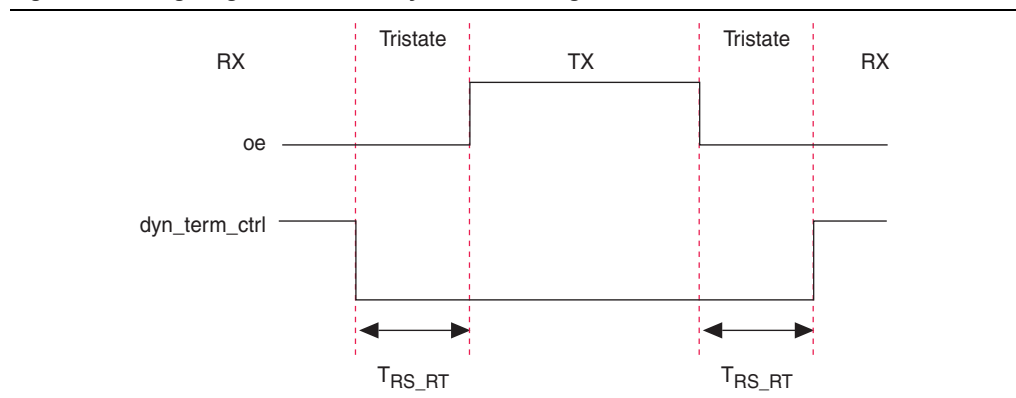 Tristate
Tristate
RX
TX
RX
oe
dyn_term_ctrl
TRS_RT
TRS_RT